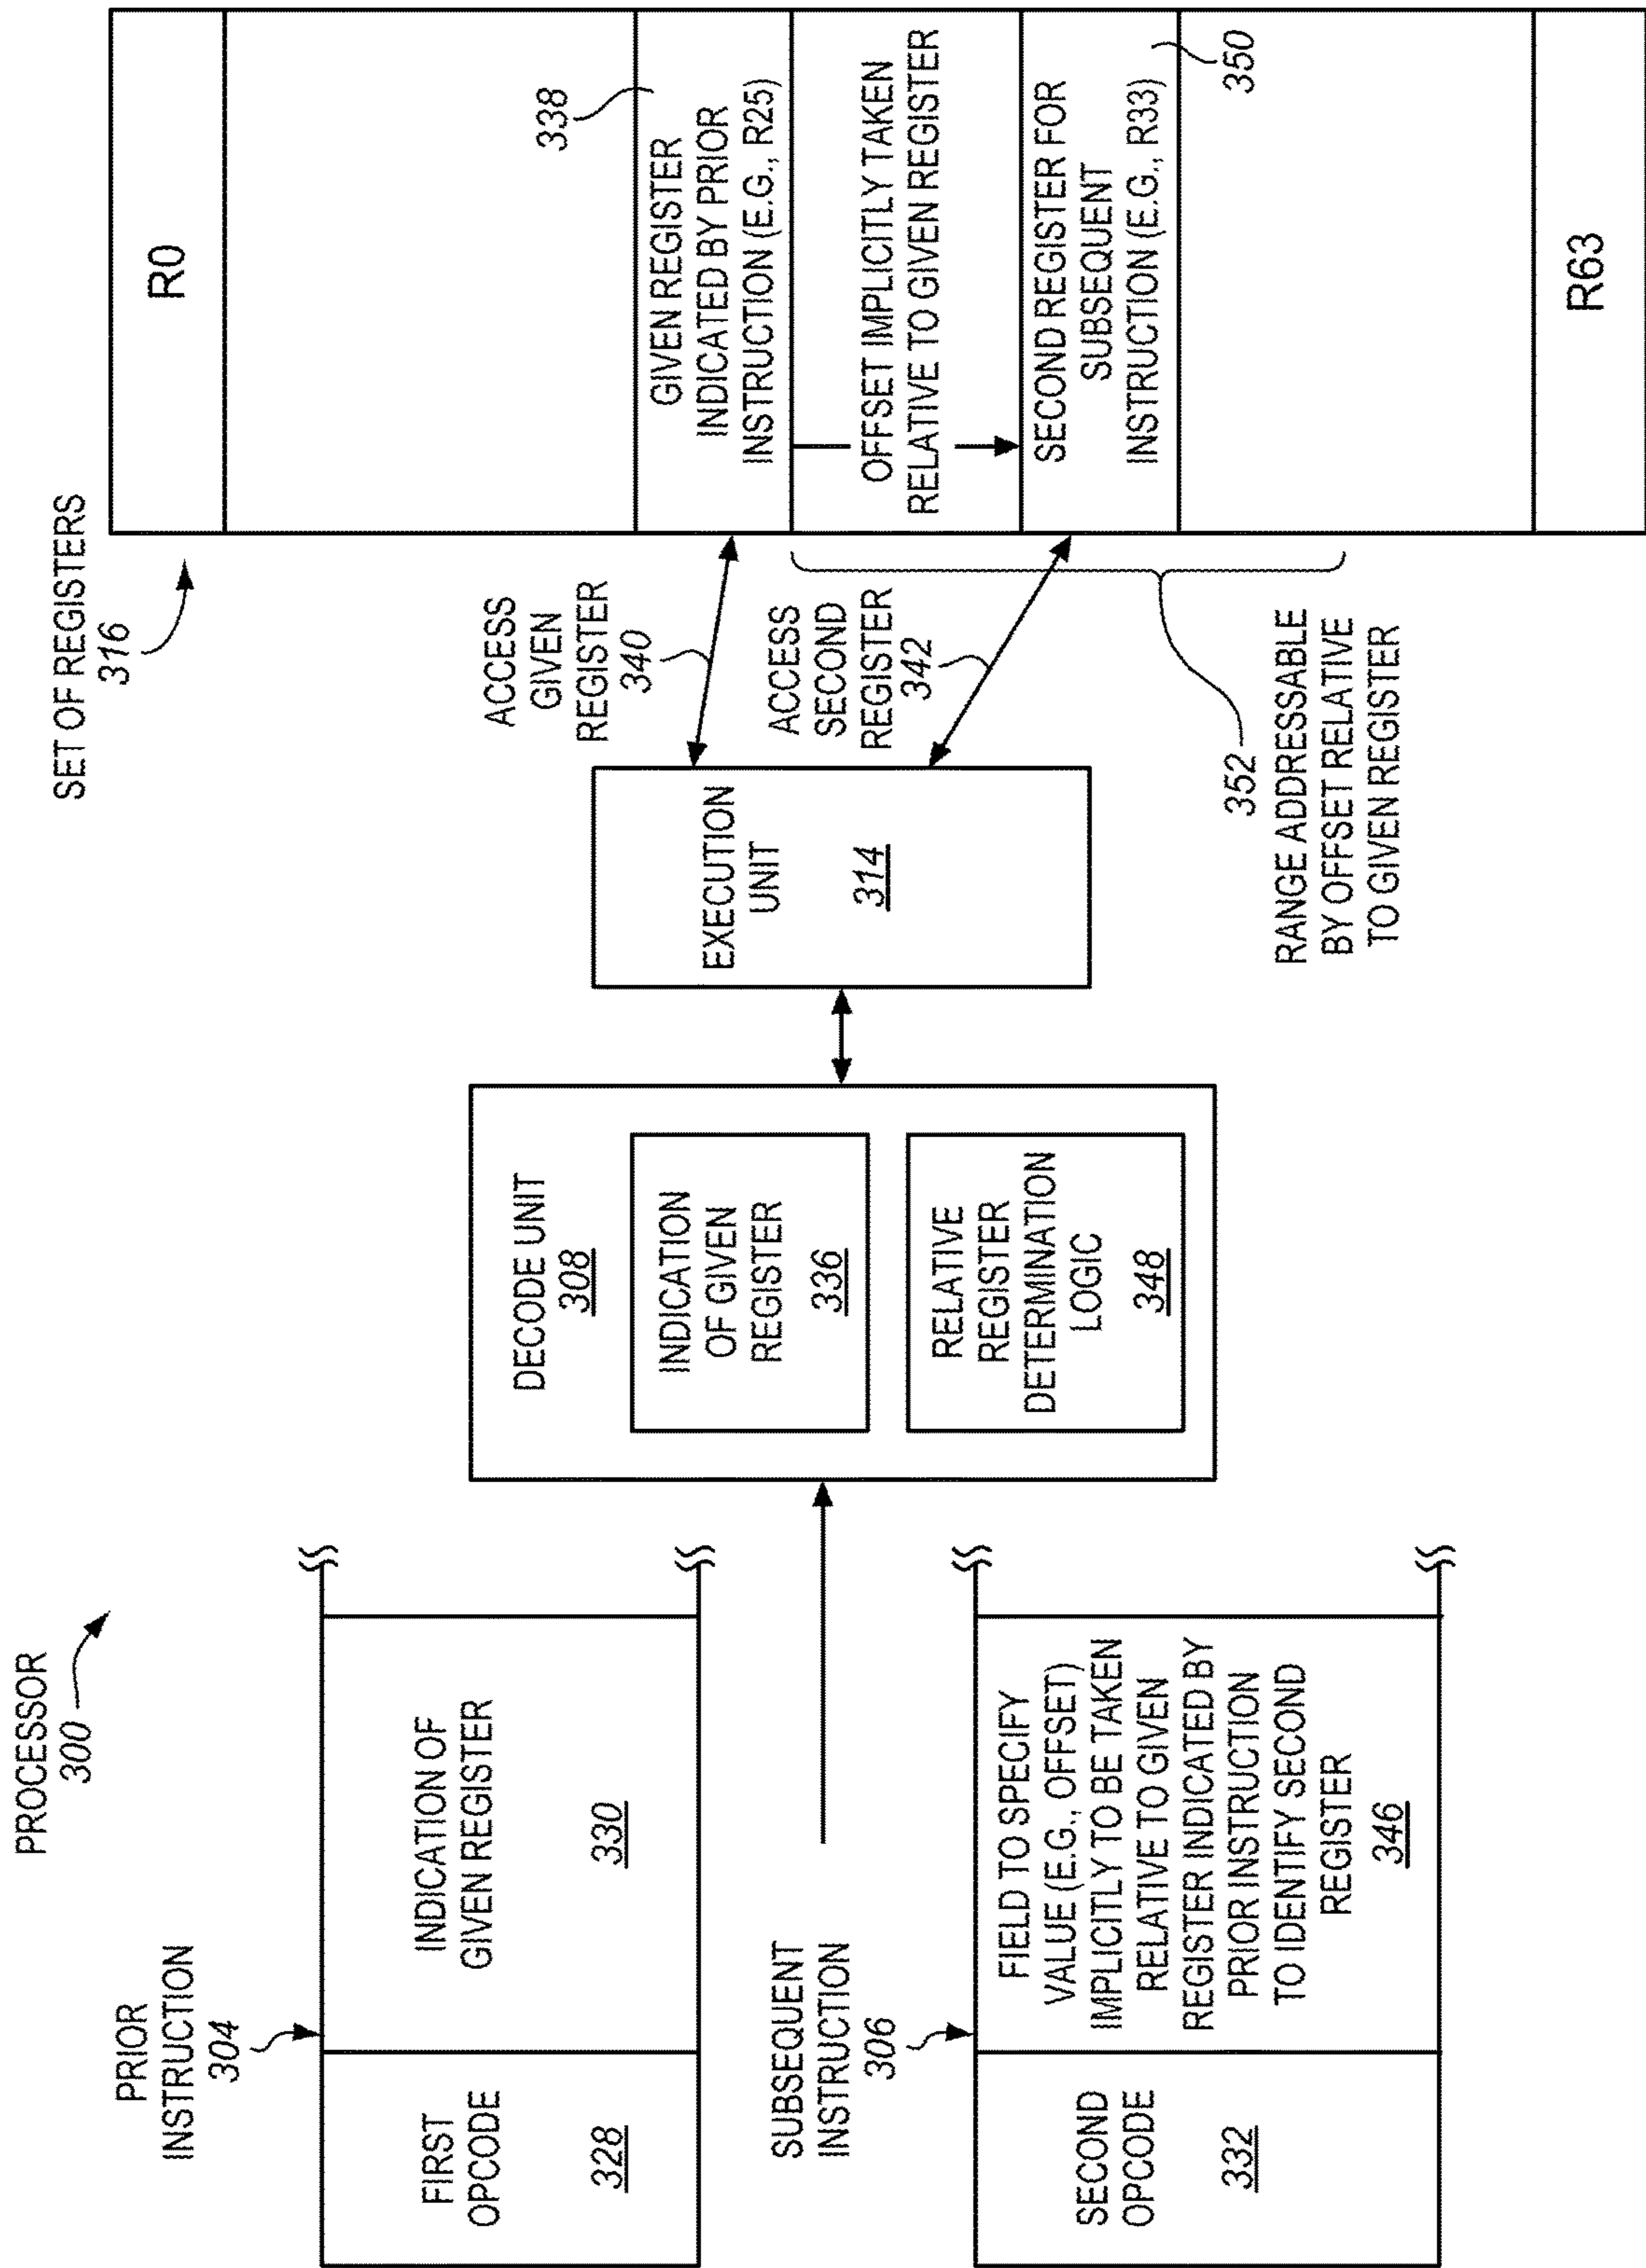 PROCESSOR
300
PRIOR
INSTRUCTION
304
FIRST
OPCODE
328
INDICATION OF
GIVEN REGISTER
330
SUBSEQUENT
INSTRUCTION
306
SECOND
OPCODE
332
FIELD TO SPECIFY
VALUE (E.G., OFFSET)
IMPLICITLY TO BE TAKEN
RELATIVE TO GIVEN
REGISTER INDICATED BY
PRIOR INSTRUCTION
TO IDENTIFY SECOND
REGISTER
346
DECODE UNIT
308
INDICATION
OF GIVEN
REGISTER
336
RELATIVE
REGISTER
DETERMINATION
LOGIC
348
EXECUTION
UNIT
314
SET OF REGISTERS
316
ACCESS
GIVEN
REGISTER
340
ACCESS
SECOND
REGISTER
342
352
RANGE ADDRESSABLE
BY OFFSET RELATIVE
TO GIVEN REGISTER
R0
338
GIVEN REGISTER
INDICATED BY PRIOR
INSTRUCTION (E.G., R25)
OFFSET IMPLICITLY TAKEN
RELATIVE TO GIVEN REGISTER
SECOND REGISTER FOR
SUBSEQUENT
INSTRUCTION (E.G., R33)
350
R63